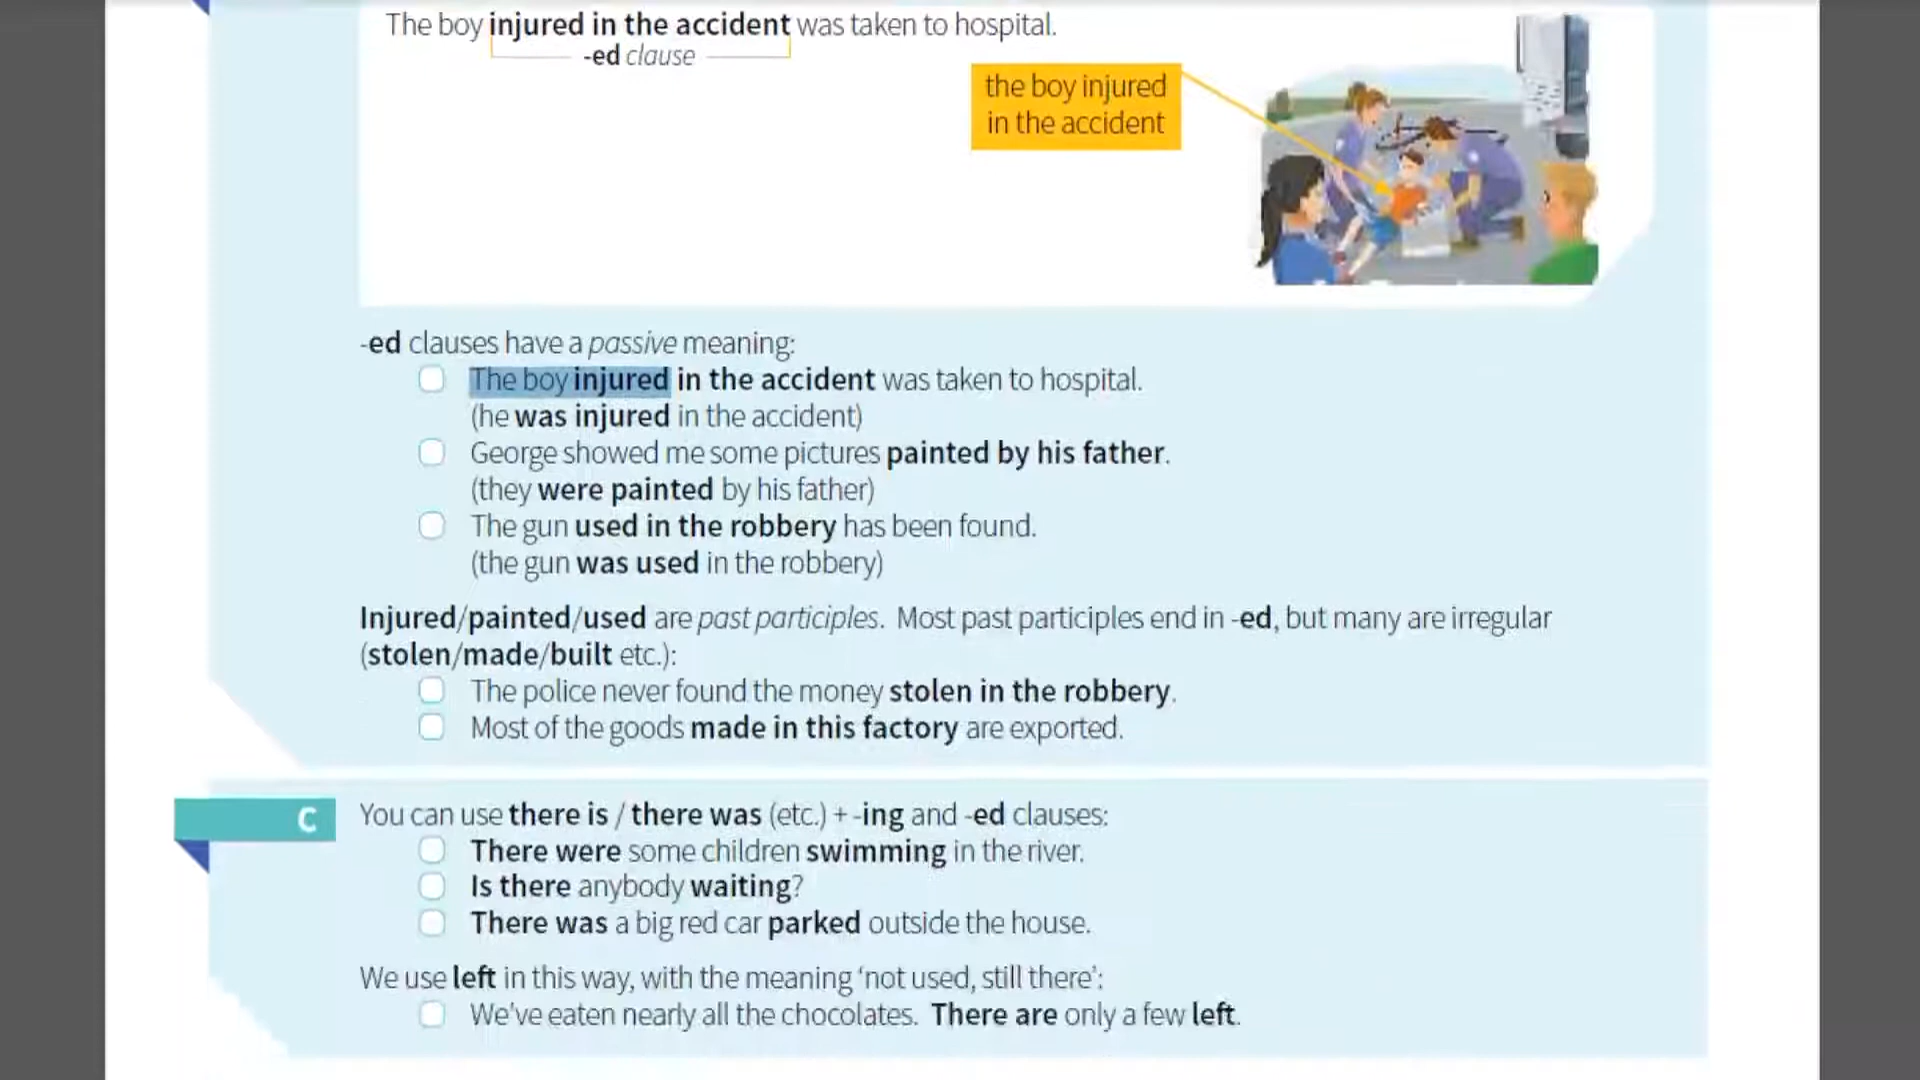 The boy injured in the accident was taken to hospital.
-ed clause
the boy injured
in the accident
-ed clauses have a passive meaning:
The boy injured in the accident was taken to hospital.
(he was injured in the accident)
George showed me some pictures painted by his father.
(they were painted by his father)
The gun used in the robbery has been found.
(the gun was used in the robbery)
Injured/painted/used are past participles. Most past participles end in -ed, but many are irregular
(stolen/made/built etc.):
The police never found the money stolen in the robbery.
Most of the goods made in this factory are exported.
C
You can use there is / there was (etc.) + -ing and -ed clauses:
There were some children swimming in the river.
Is there anybody waiting?
There was a big red car parked outside the house.
We use left in this way, with the meaning ‘not used, still there’:
We’ve eaten nearly all the chocolates. There are only a few left.